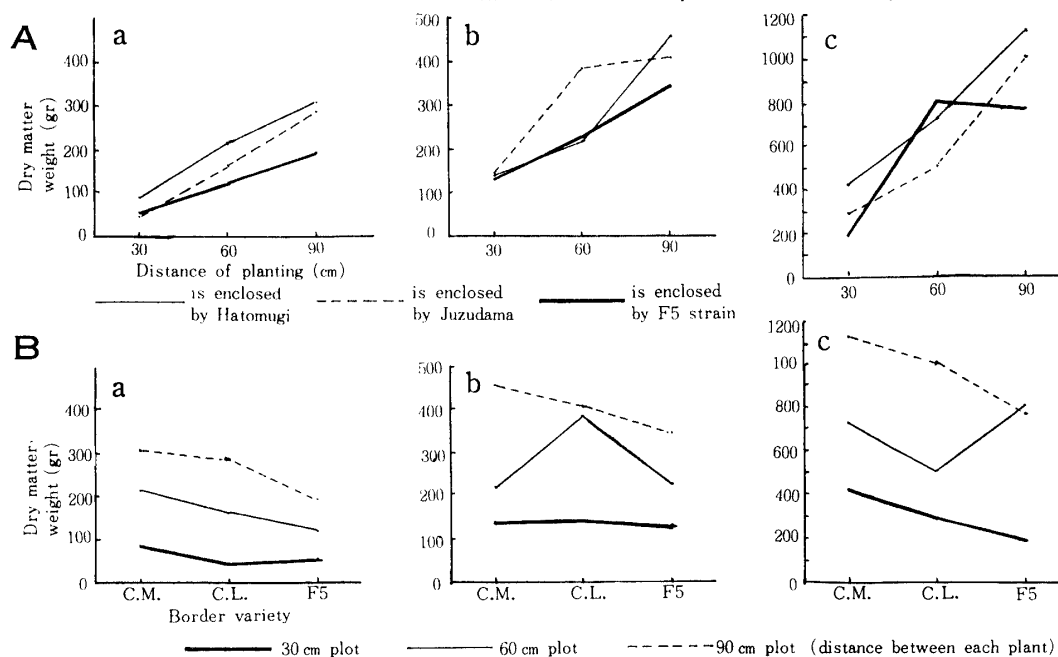 A
a
b
c
Dry matter
weight (gr)
400
300
200
100
0
30
60
90
Distance of planting (cm)
500
400
300
200
100
0
30
60
90
1200
1000
800
600
400
200
0
30
60
90
is enclosed
by Hatomugi
is enclosed
by Juzudama
is enclosed
by F5 strain
B
a
b
c
Dry matter
weight (gr)
400
300
200
100
0
C.M.
C.L.
F5
Border variety
500
400
300
200
100
0
C.M.
C.L.
F5
1200
1000
800
600
400
200
0
C.M.
C.L.
F5
30 cm plot
60 cm plot
90 cm plot (distance between each plant)